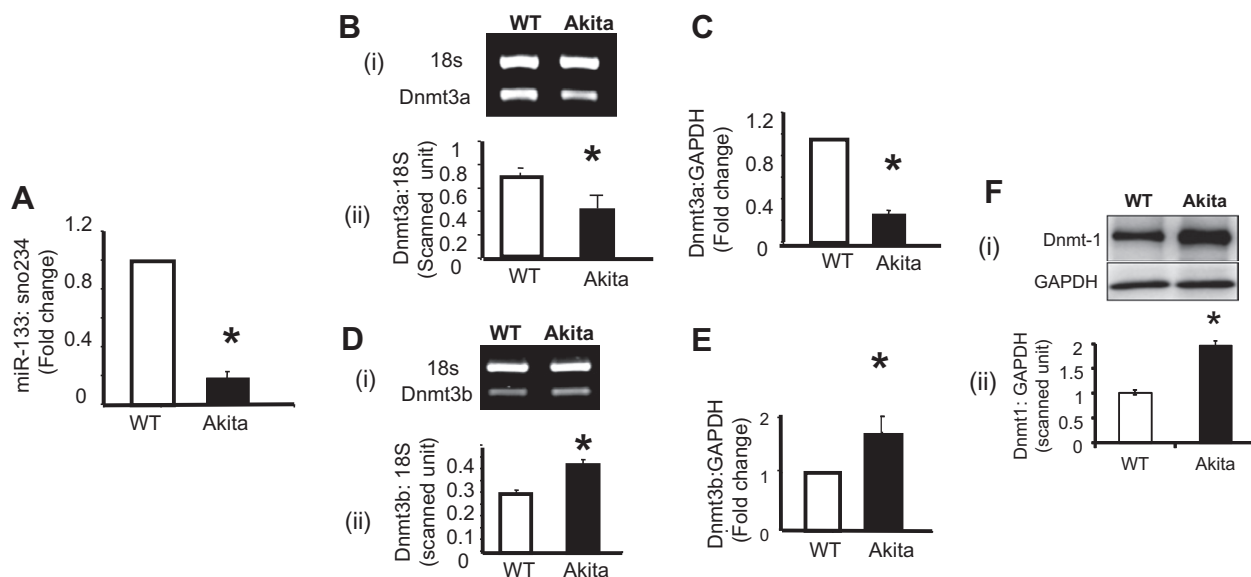 A
miR-133: sno234
(Fold change)
1.2
1.0
0.4
0
*
WT Akita
B
WT Akita
(i)
18s
Dnmt3a
(ii)
Dnmt3a:18S
(Scanned unit)
1
0.8
0.6
0.4
0.2
0
*
WT Akita
C
Dnmt3a:GAPDH
(Fold change)
1.2
0.8
0.4
0
*
WT Akita
D
WT Akita
(i)
18s
Dnmt3b
(ii)
Dnmt3b: 18S
(scanned unit)
0.4
0.3
0.1
0
*
WT Akita
E
Dnmt3b:GAPDH
(Fold change)
2
1
0
*
WT Akita
F
WT Akita
(i)
Dnmt-1
GAPDH
(ii)
Dnmt1: GAPDH
(scanned unit)
2
1.5
1
0.5
0
*
WT Akita